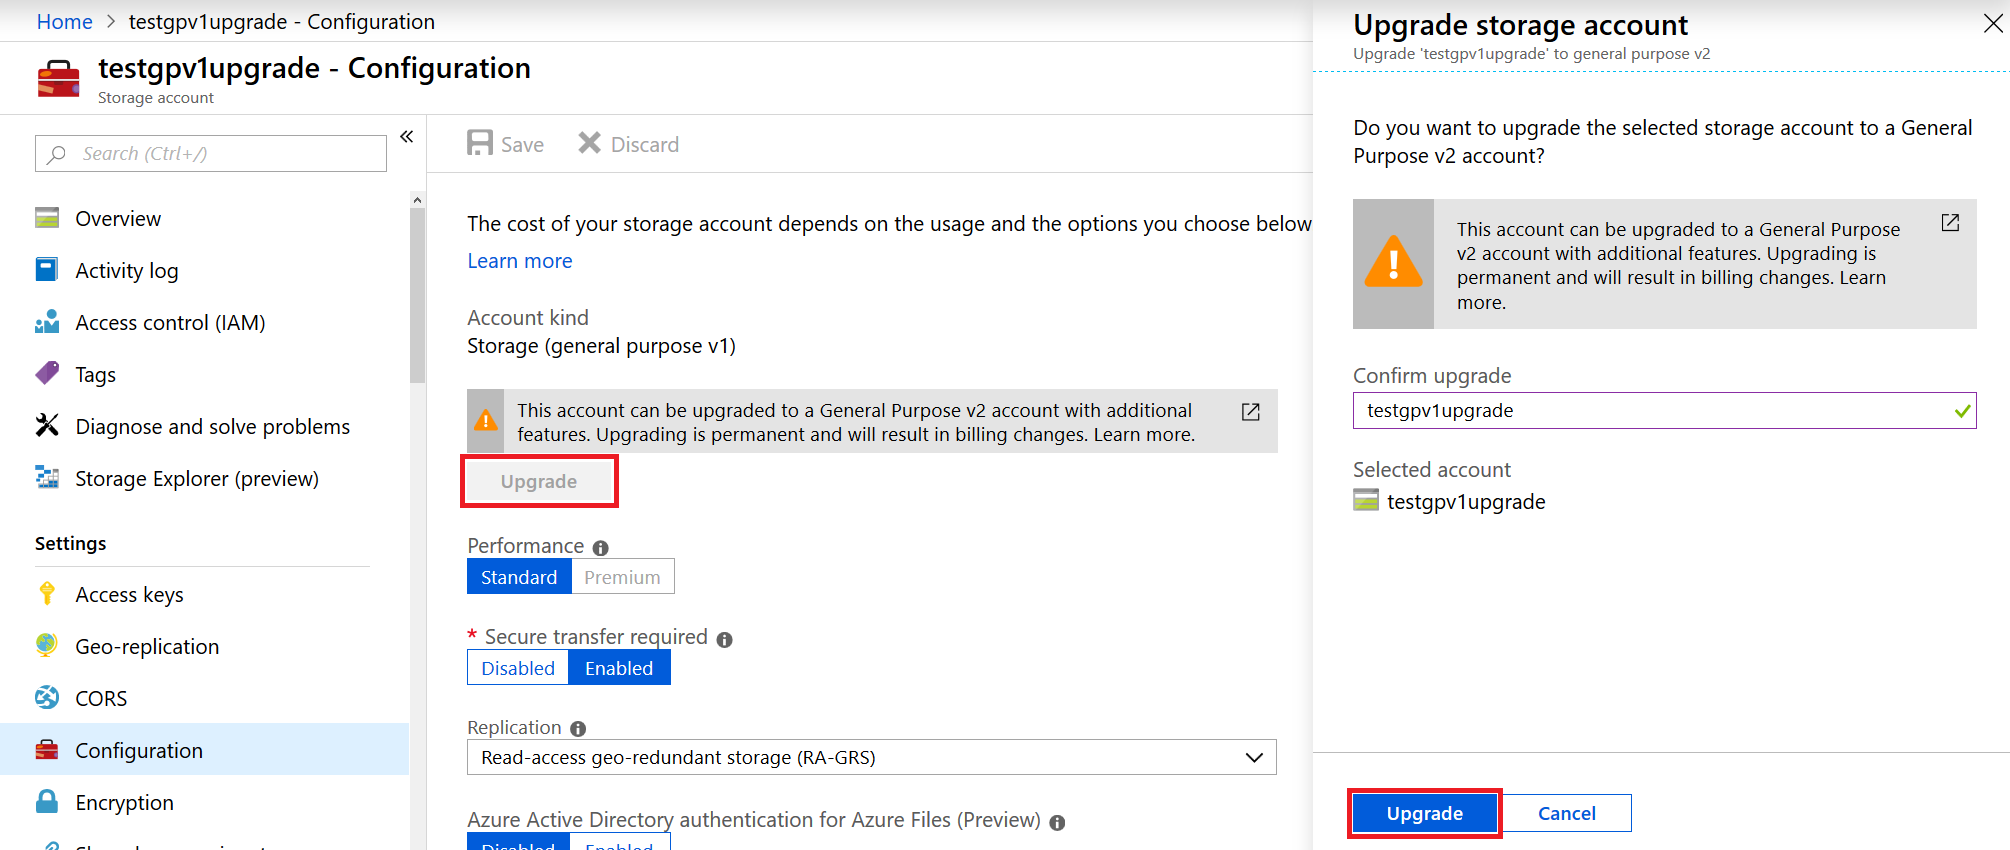 Home > testgpv1upgrade - Configuration
testgpv1upgrade - Configuration
Storage account
Search (Ctrl+/)
«
Overview
Activity log
Access control (IAM)
Tags
Diagnose and solve problems
Storage Explorer (preview)
Settings
Access keys
Geo-replication
CORS
Configuration
Encryption
Save
Discard
The cost of your storage account depends on the usage and the options you choose below
Learn more
Account kind
Storage (general purpose v1)
This account can be upgraded to a General Purpose v2 account with additional
features. Upgrading is permanent and will result in billing changes. Learn more.
Upgrade
Performance
Standard
Premium
* Secure transfer required
Disabled
Enabled
Replication
Read-access geo-redundant storage (RA-GRS)
Azure Active Directory authentication for Azure Files (Preview)
Disabled
Enabled
Upgrade storage account
Upgrade 'testgpv1upgrade' to general purpose v2
Do you want to upgrade the selected storage account to a General
Purpose v2 account?
This account can be upgraded to a General Purpose
v2 account with additional features. Upgrading is
permanent and will result in billing changes. Learn
more.
Confirm upgrade
testgpv1upgrade
Selected account
testgpv1upgrade
Upgrade
Cancel